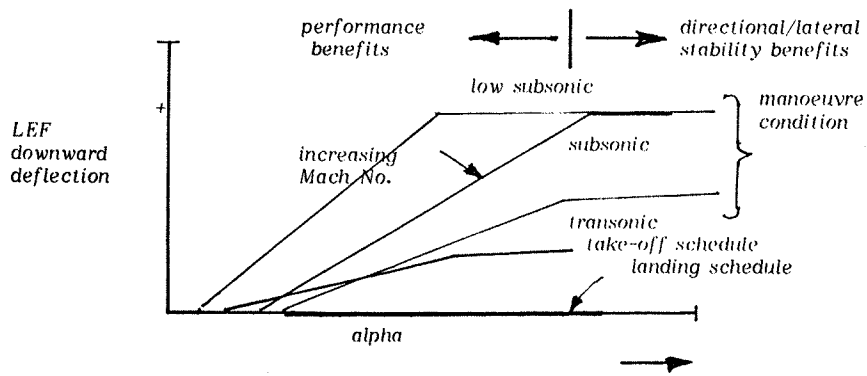 performance
benefits
directional/lateral
stability benefits
low subsonic
+
manoeuvre
condition
LEF
downward
deflection
subsonic
increasing
Mach No.
transonic
take-off schedule
landing schedule
alpha